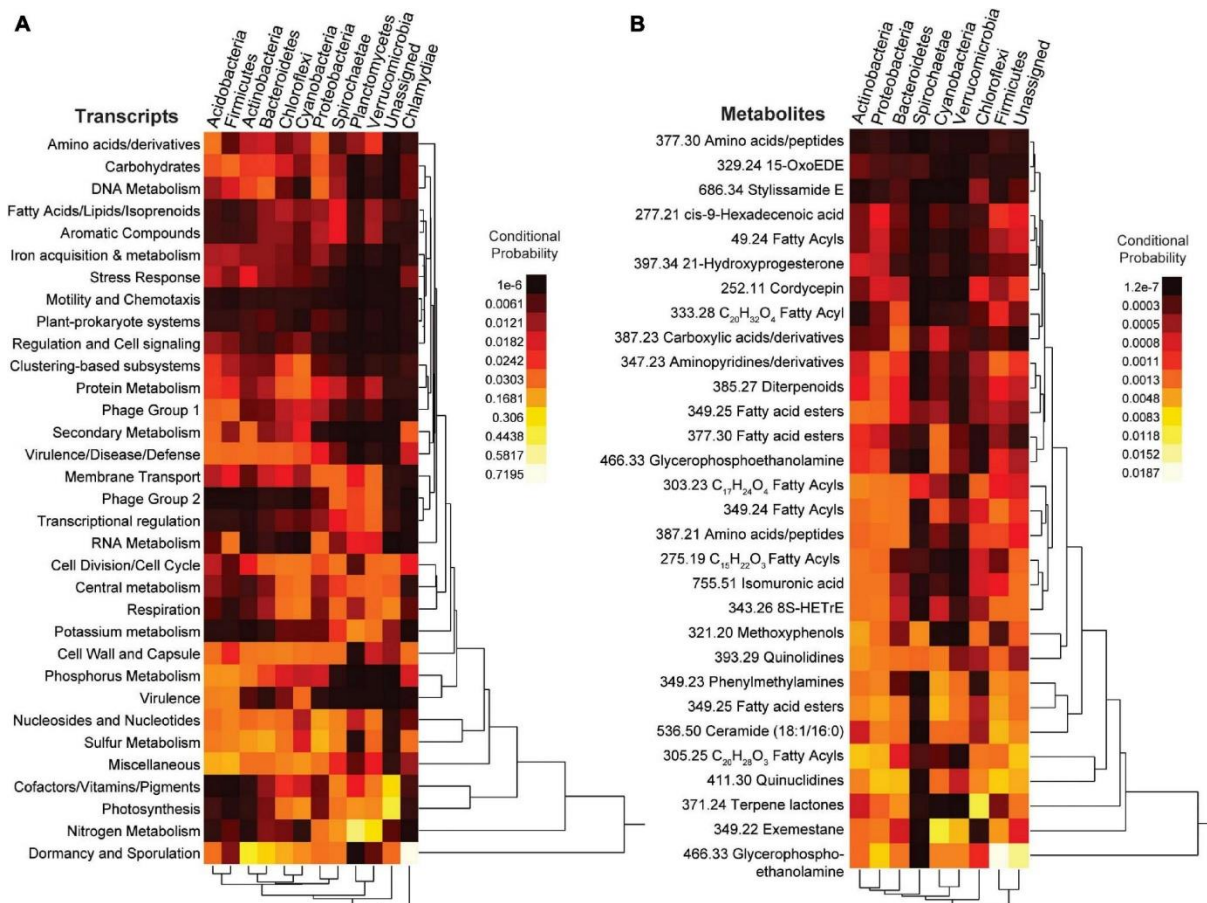 A
Acidobacteria
Firmicutes
Actinobacteria
Bacteroidetes
Chloroflexi
Cyanobacteria
Proteobacteria
Spirochaetae
Planctomycetes
Verrucomicrobia
Unassigned
Chlamydiae
Transcripts
Amino acids/derivatives
Carbohydrates
DNA Metabolism
Fatty Acids/Lipids/Isoprenoids
Aromatic Compounds
Iron acquisition & metabolism
Stress Response
Motility and Chemotaxis
Plant-prokaryote systems
Regulation and Cell signaling
Clustering-based subsystems
Protein Metabolism
Phage Group 1
Secondary Metabolism
Virulence/Disease/Defense
Membrane Transport
Phage Group 2
Transcriptional regulation
RNA Metabolism
Cell Division/Cell Cycle
Central metabolism
Respiration
Potassium metabolism
Cell Wall and Capsule
Phosphorus Metabolism
Virulence
Nucleosides and Nucleotides
Sulfur Metabolism
Miscellaneous
Cofactors/Vitamins/Pigments
Photosynthesis
Nitrogen Metabolism
Dormancy and Sporulation
Conditional
Probability
1e-6
0.0061
0.0121
0.0182
0.0242
0.0303
0.1681
0.306
0.4438
0.5817
0.7195
B
Actinobacteria
Proteobacteria
Bacteroidetes
Spirochaetae
Cyanobacteria
Verrucomicrobia
Chloroflexi
Firmicutes
Unassigned
Metabolites
377.30 Amino acids/peptides
329.24 15-OxoEDE
686.34 Stylissamide E
277.21 cis-9-Hexadecenoic acid
49.24 Fatty Acyls
397.34 21-Hydroxyprogesterone
252.11 Cordycepin
333.28 C₂₀H₃₂O₄ Fatty Acyl
387.23 Carboxylic acids/derivatives
347.23 Aminopyridines/derivatives
385.27 Diterpenoids
349.25 Fatty acid esters
377.30 Fatty acid esters
466.33 Glycerophosphoethanolamine
303.23 C₁₇H₂₄O₄ Fatty Acyls
349.24 Fatty Acyls
387.21 Amino acids/peptides
275.19 C₁₅H₂₂O₃ Fatty Acyls
755.51 Isomuronic acid
343.26 8S-HETrE
321.20 Methoxyphenols
393.29 Quinolidines
349.23 Phenylmethylamines
349.25 Fatty acid esters
536.50 Ceramide (18:1/16:0)
305.25 C₂₀H₂₈O₃ Fatty Acyls
411.30 Quinuclidines
371.24 Terpene lactones
349.22 Exemestane
466.33 Glycerophospho-
ethanolamine
Conditional
Probability
1.2e-7
0.0003
0.0005
0.0008
0.0011
0.0013
0.0048
0.0083
0.0118
0.0152
0.0187